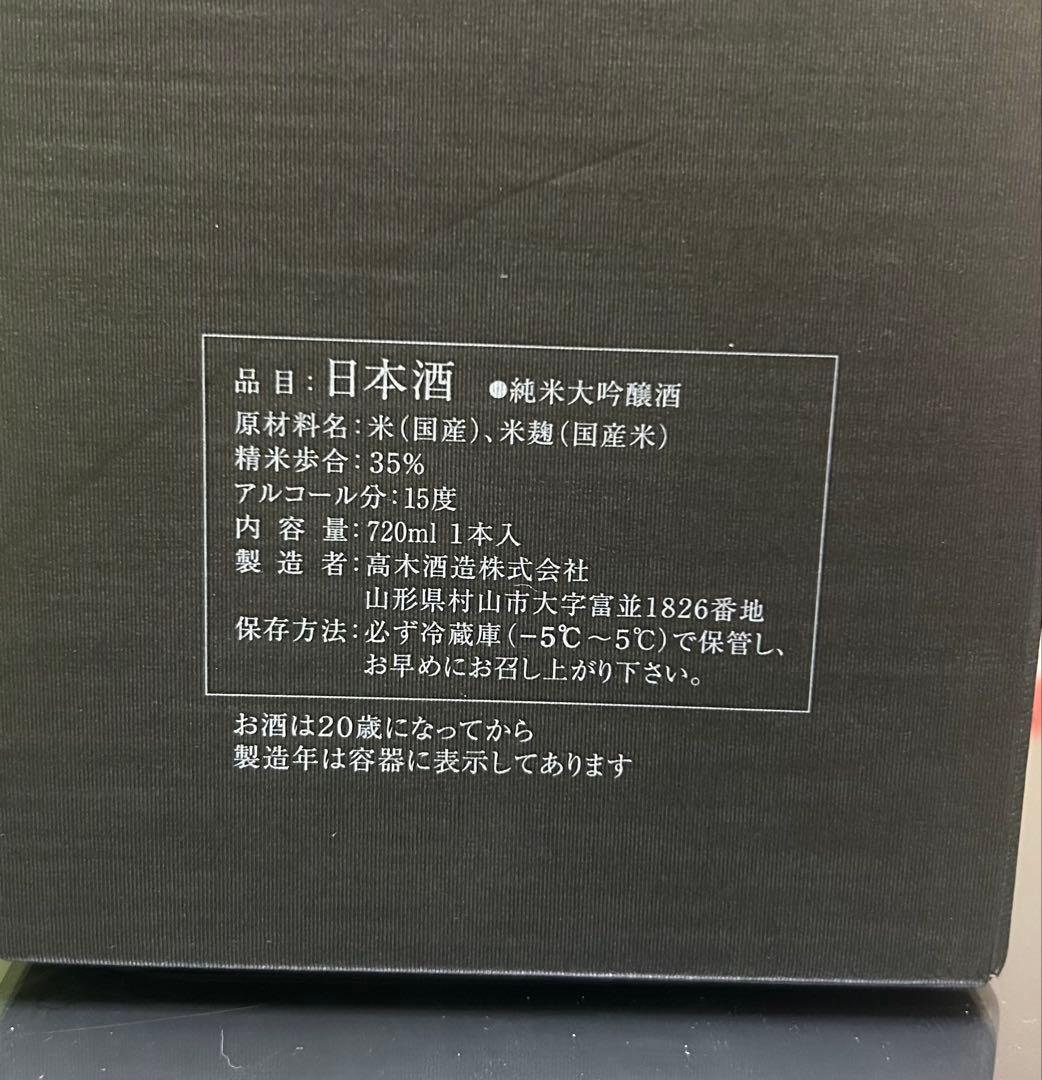 品目:日本酒 ●純米大吟醸酒
原材料名:米(国産)、米麹(国産米)
精米歩合:35%
アルコール分:15度
内容量:720ml 1本入
製造者:高木酒造株式会社
山形県村山市大字富並1826番地
保存方法:必ず冷蔵庫(−5℃〜5℃)で保管し、
お早めにお召し上がり下さい。
お酒は20歳になってから
製造年は容器に表示してあります